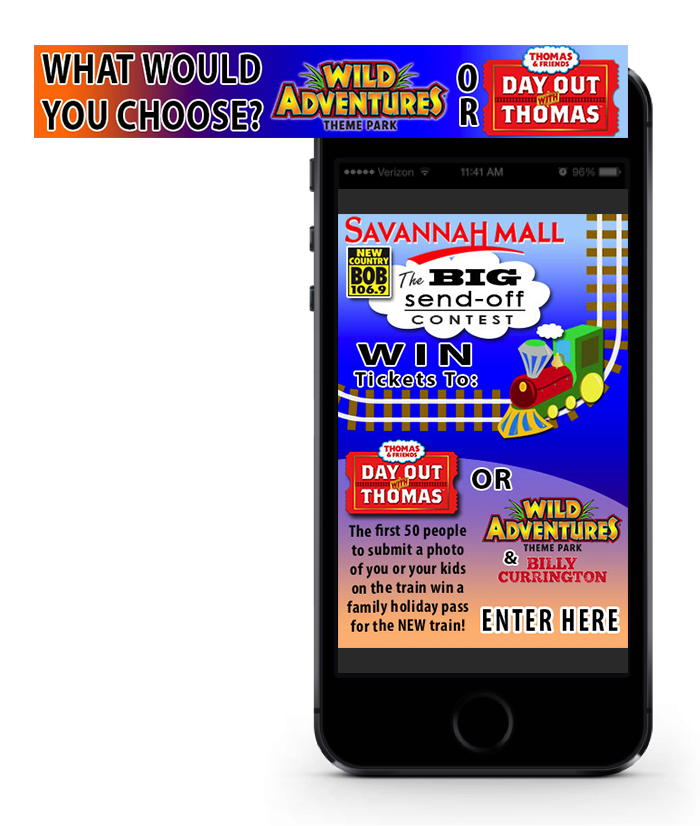 WHAT WOULD
YOU CHOOSE?
WILD
ADVENTURES
THEME PARK
OR
THOMAS
& FRIENDS
DAY OUT
WITH
THOMAS
Verizon 11:41 AM 96%
SAVANNAH MALL
NEW
COUNTRY
BOB
106.9
The BIG
send-off
CONTEST
WIN
Tickets To:
THOMAS
& FRIENDS
DAY OUT
WITH
THOMAS
OR
WILD
ADVENTURES
THEME PARK
& BILLY
CURRINGTON
The first 50 people
to submit a photo
of you or your kids
on the train win a
family holiday pass
for the NEW train!
ENTER HERE